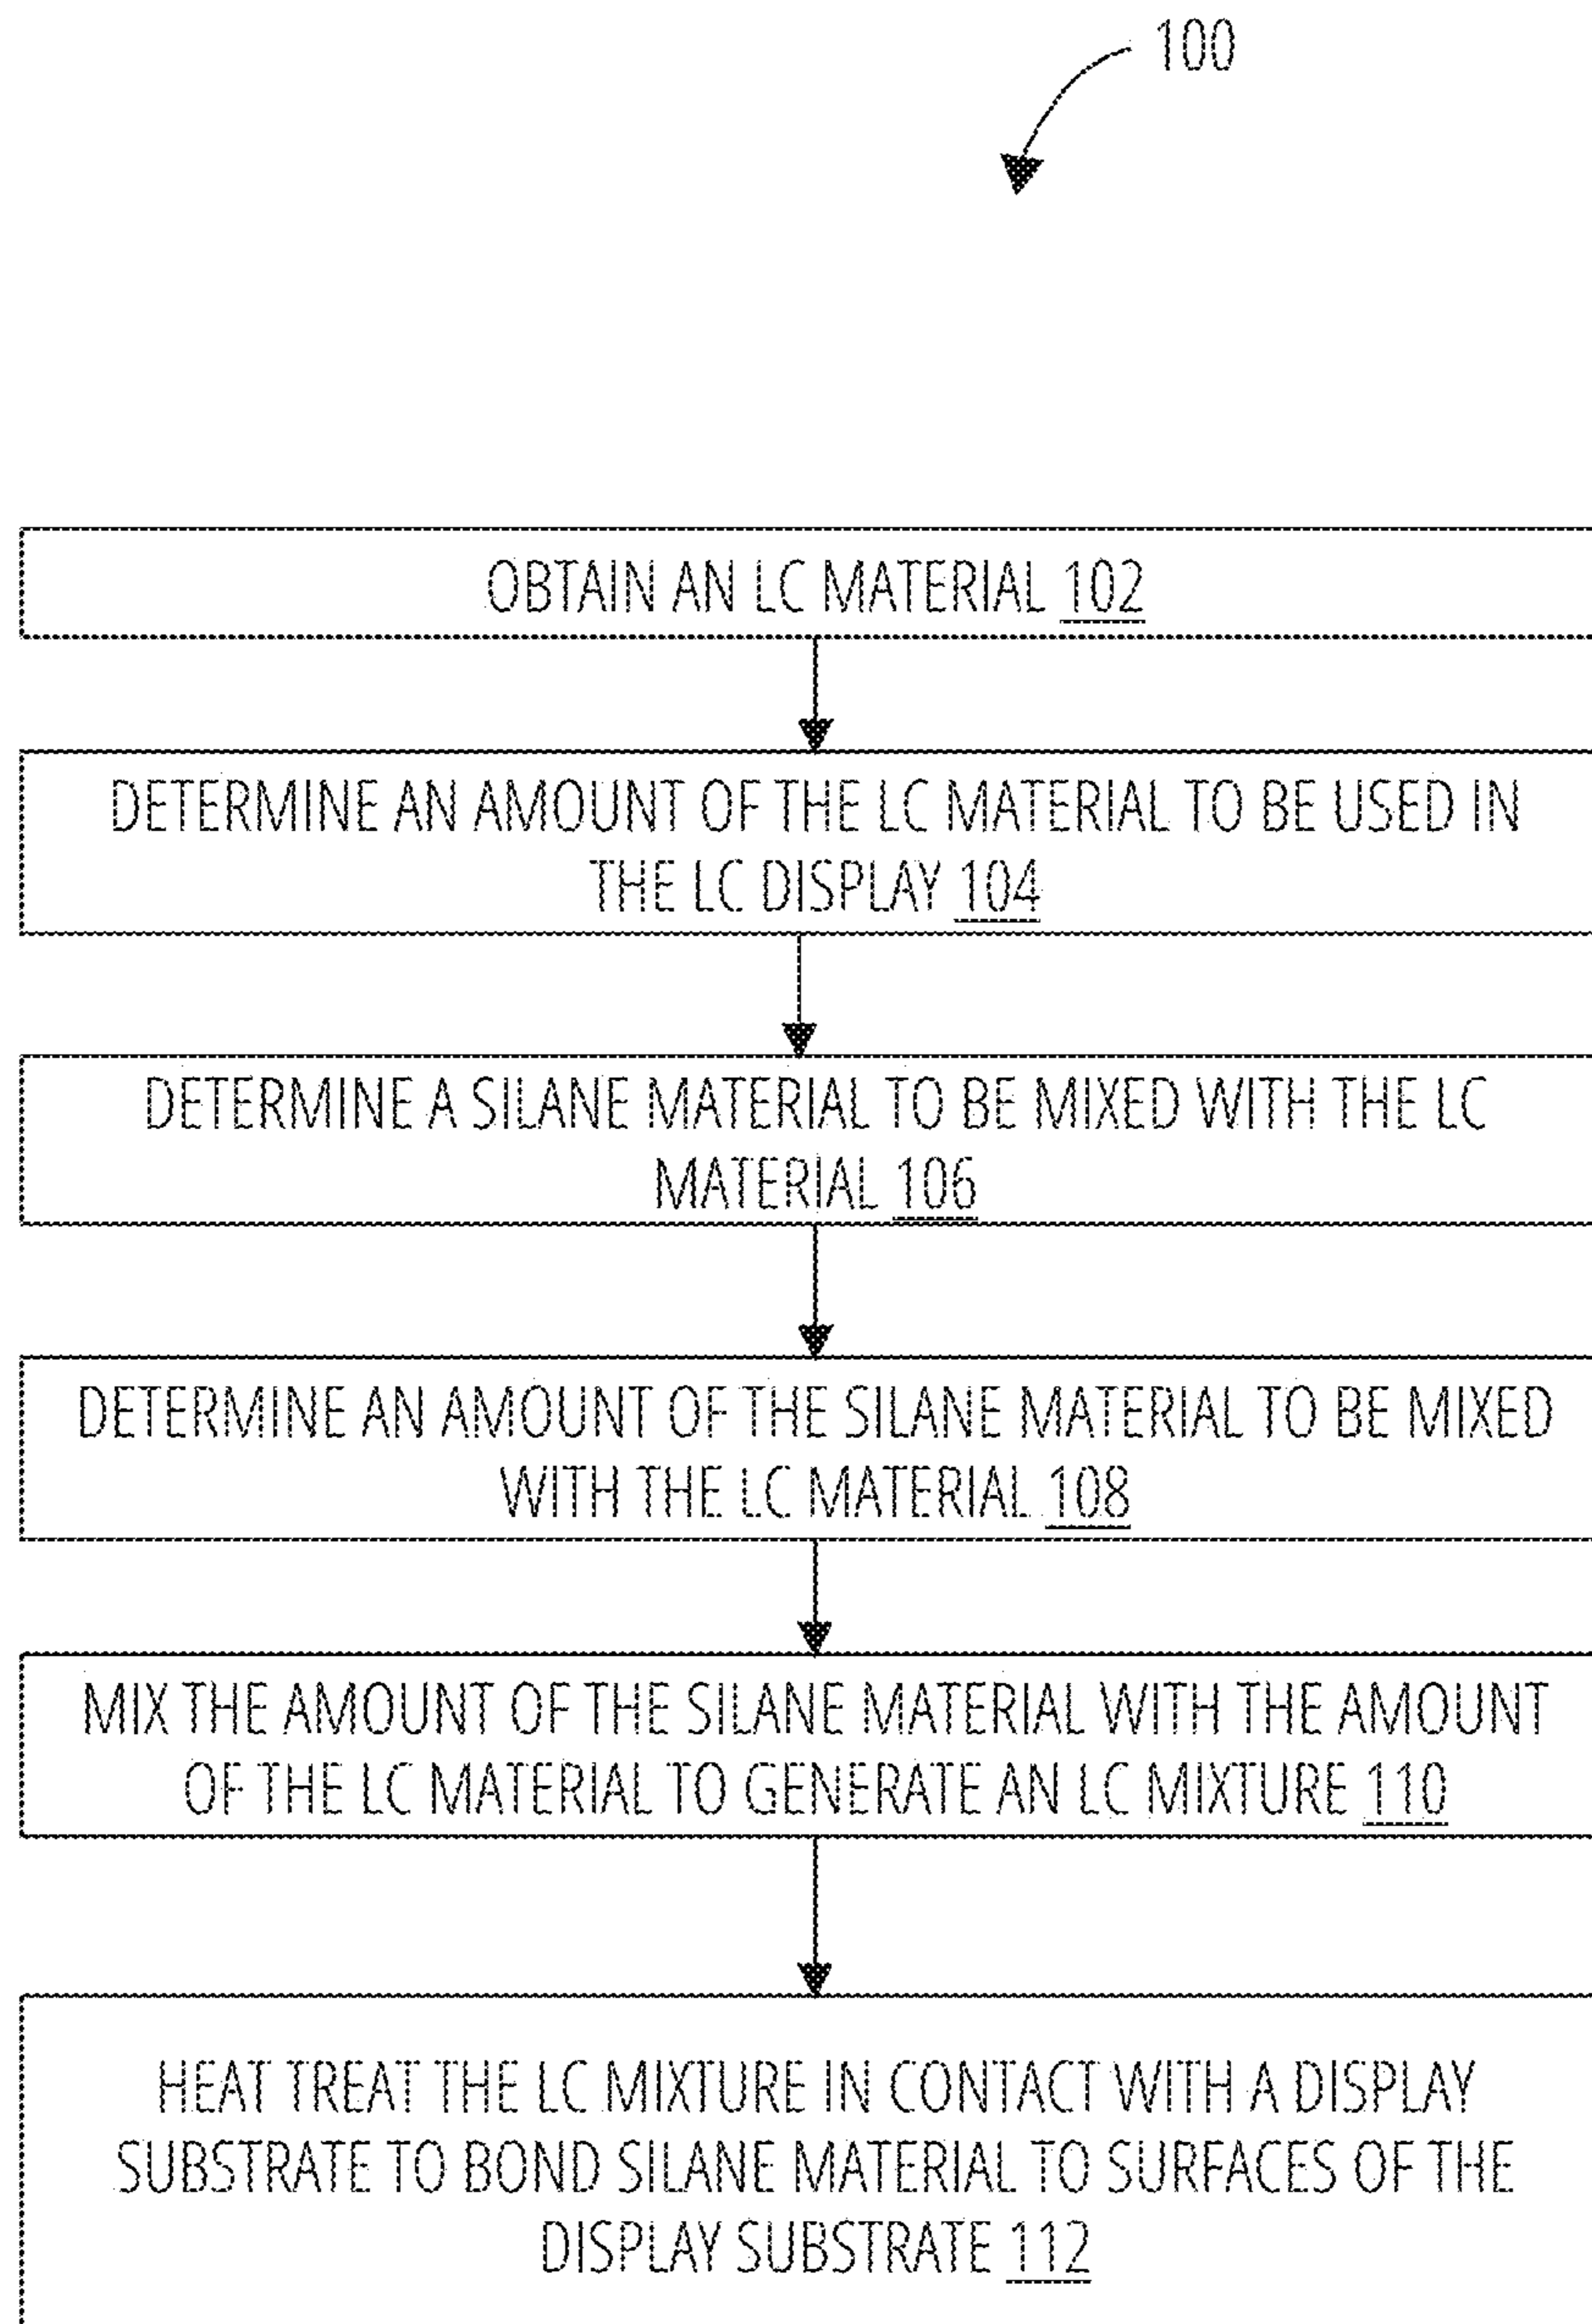 100
OBTAIN AN LC MATERIAL 102
DETERMINE AN AMOUNT OF THE LC MATERIAL TO BE USED IN
THE LC DISPLAY 104
DETERMINE A SILANE MATERIAL TO BE MIXED WITH THE LC
MATERIAL 106
DETERMINE AN AMOUNT OF THE SILANE MATERIAL TO BE MIXED
WITH THE LC MATERIAL 108
MIX THE AMOUNT OF THE SILANE MATERIAL WITH THE AMOUNT
OF THE LC MATERIAL TO GENERATE AN LC MIXTURE 110
HEAT TREAT THE LC MIXTURE IN CONTACT WITH A DISPLAY
SUBSTRATE TO BOND SILANE MATERIAL TO SURFACES OF THE
DISPLAY SUBSTRATE 112